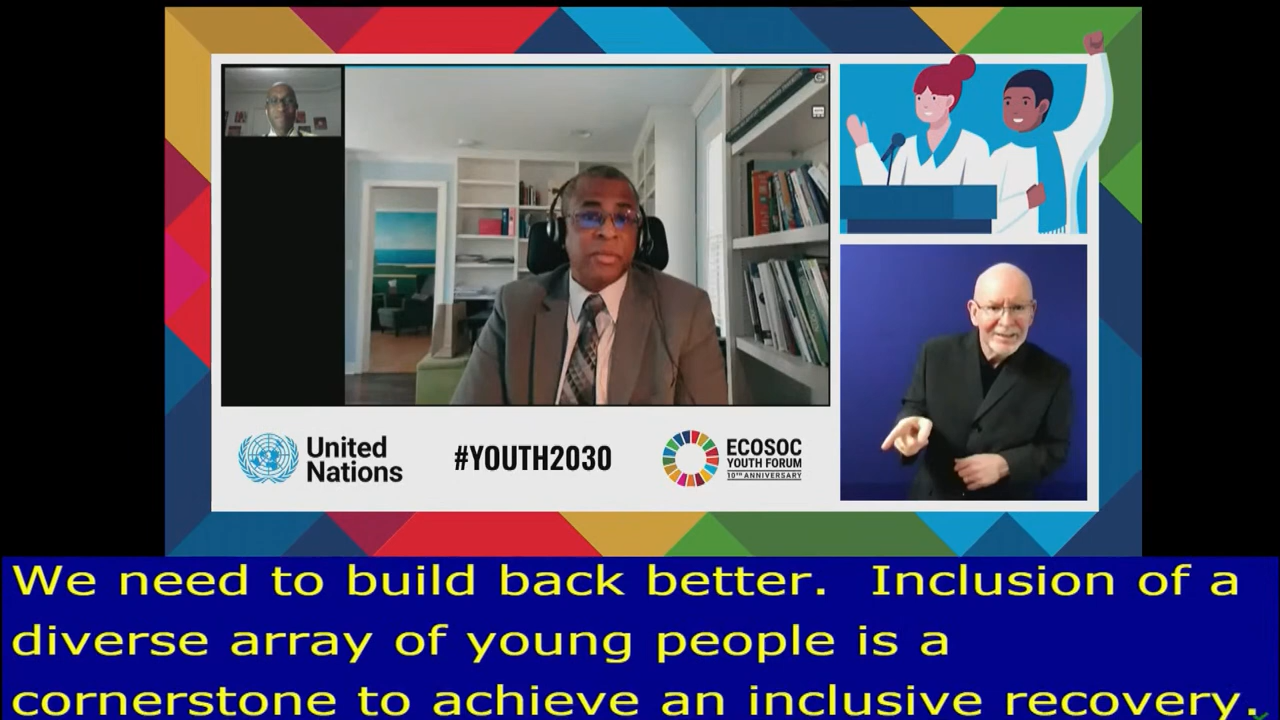 United
Nations
#YOUTH2030
ECOSOC
YOUTH FORUM
10TH ANNIVERSARY
We need to build back better.  Inclusion of a
diverse array of young people is a
cornerstone to achieve an inclusive recovery.